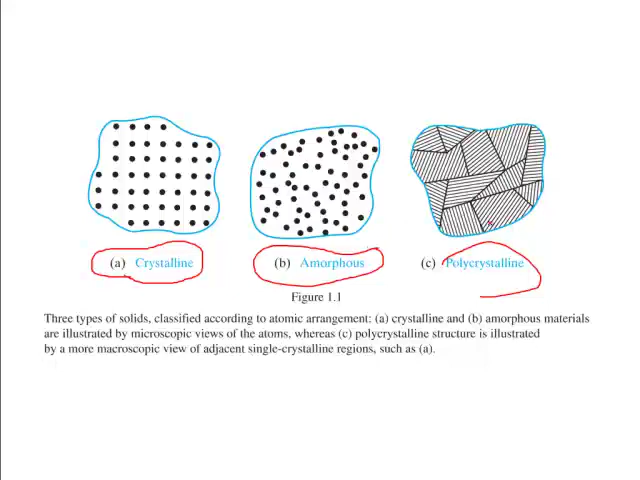 (a) Crystalline
(b) Amorphous
(c) Polycrystalline
Figure 1.1
Three types of solids, classified according to atomic arrangement: (a) crystalline and (b) amorphous materials
are illustrated by microscopic views of the atoms, whereas (c) polycrystalline structure is illustrated
by a more macroscopic view of adjacent single-crystalline regions, such as (a).